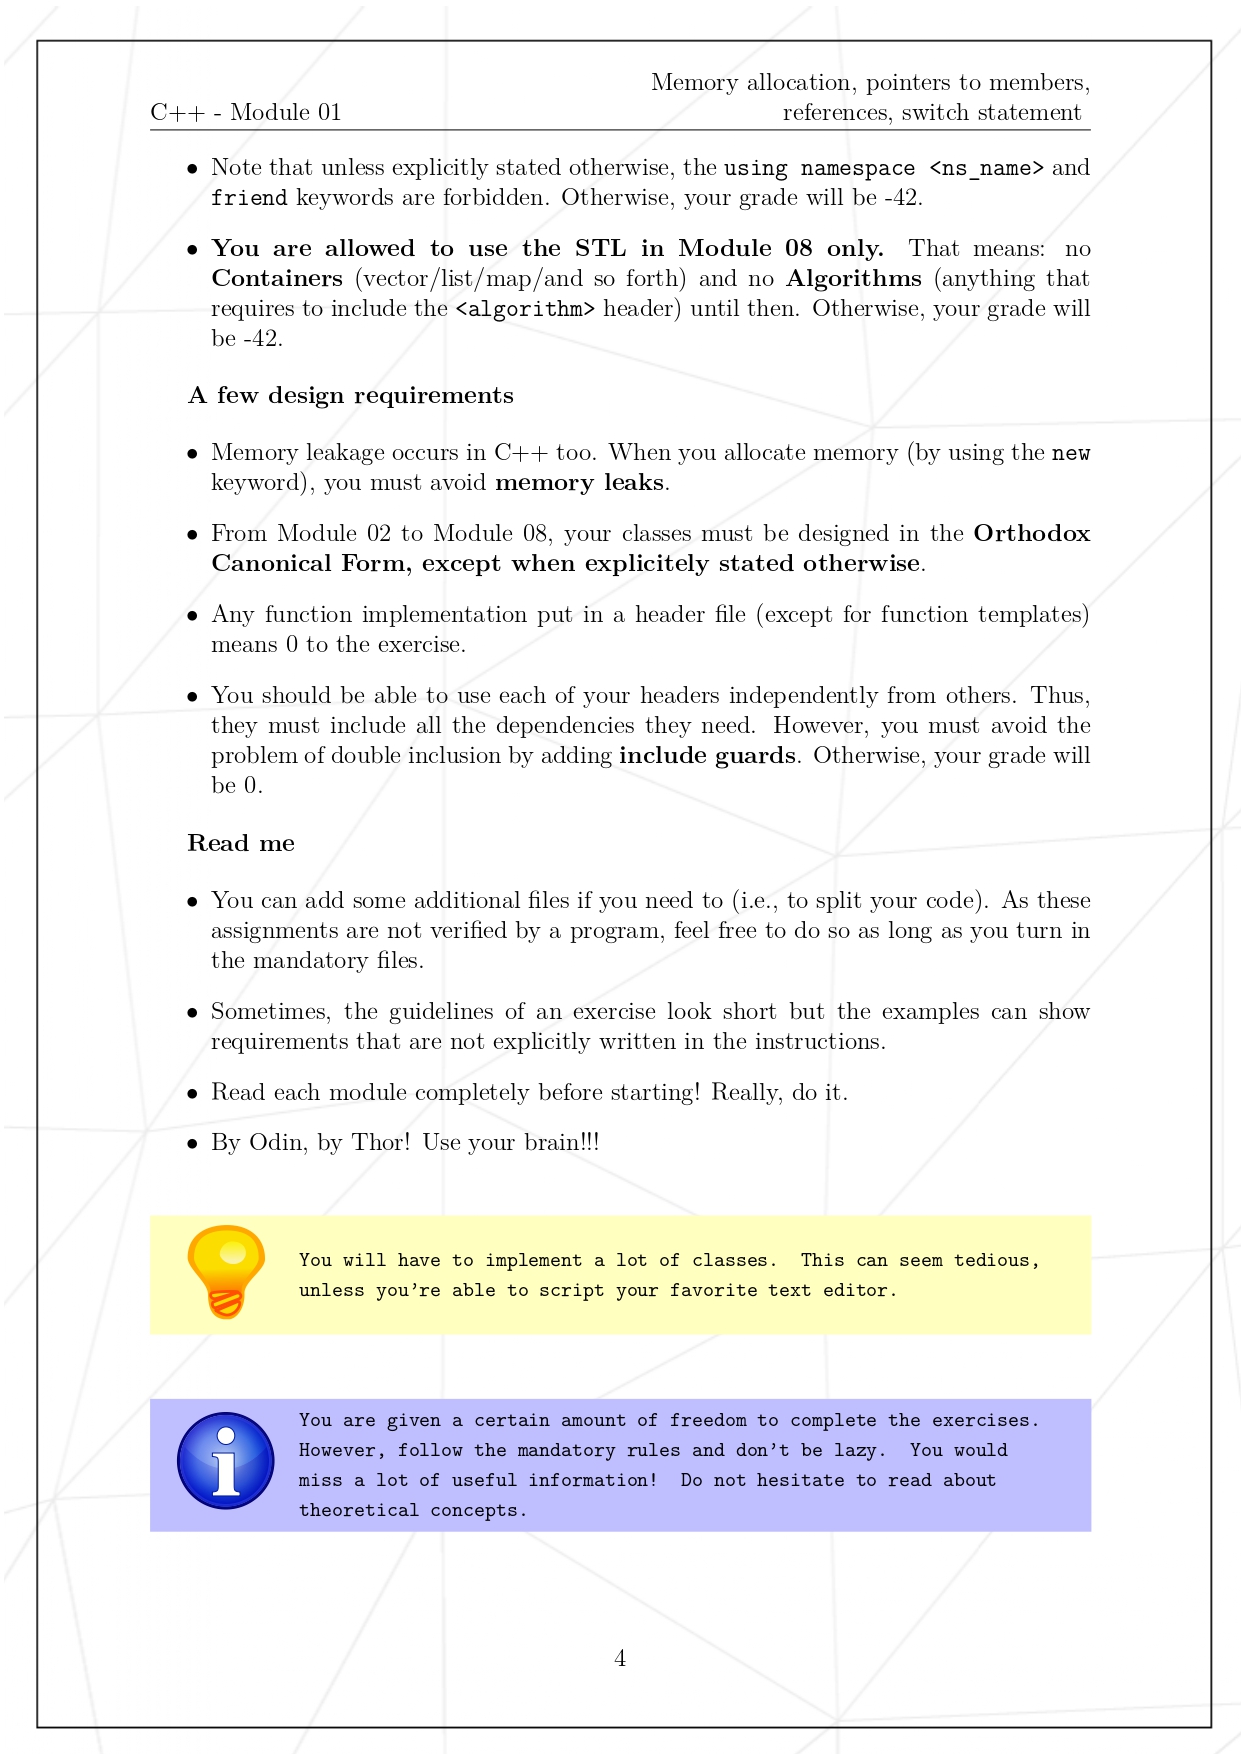 Memory allocation, pointers to members,
C++ - Module 01
references, switch statement
• Note that unless explicitly stated otherwise, the using namespace <ns_name> and
friend keywords are forbidden. Otherwise, your grade will be -42.
• You are allowed to use the STL in Module 08 only. That means: no
Containers (vector/list/map/and so forth) and no Algorithms (anything that
requires to include the <algorithm> header) until then. Otherwise, your grade will
be -42.
A few design requirements
• Memory leakage occurs in C++ too. When you allocate memory (by using the new
keyword), you must avoid memory leaks.
• From Module 02 to Module 08, your classes must be designed in the Orthodox
Canonical Form, except when explicitely stated otherwise.
• Any function implementation put in a header file (except for function templates)
means 0 to the exercise.
• You should be able to use each of your headers independently from others. Thus,
they must include all the dependencies they need. However, you must avoid the
problem of double inclusion by adding include guards. Otherwise, your grade will
be 0.
Read me
• You can add some additional files if you need to (i.e., to split your code). As these
assignments are not verified by a program, feel free to do so as long as you turn in
the mandatory files.
• Sometimes, the guidelines of an exercise look short but the examples can show
requirements that are not explicitly written in the instructions.
• Read each module completely before starting! Really, do it.
• By Odin, by Thor! Use your brain!!!
You will have to implement a lot of classes. This can seem tedious,
unless you're able to script your favorite text editor.
You are given a certain amount of freedom to complete the exercises.
However, follow the mandatory rules and don't be lazy. You would
miss a lot of useful information! Do not hesitate to read about
theoretical concepts.
4